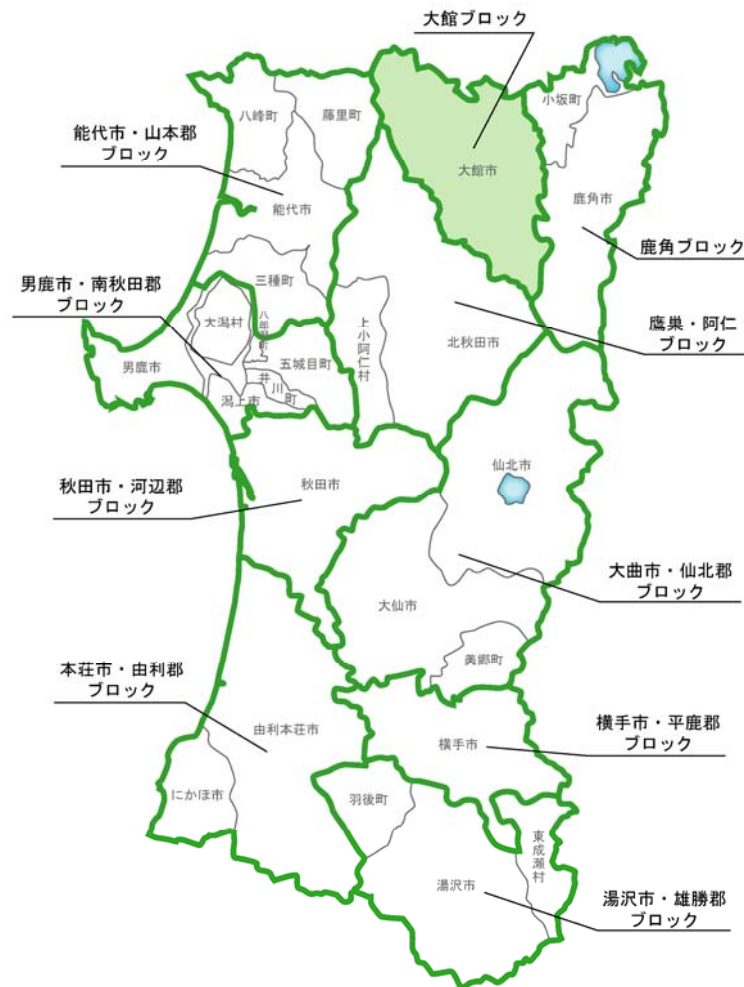 大館ブロック
小坂町
八峰町
藤里町
能代市・山本郡
ブロック
大館市
鹿角市
能代市
鹿角ブロック
男鹿市・南秋田郡
ブロック
三種町
大潟村
八郎潟町
上小阿仁村
鷹巣・阿仁
ブロック
北秋田市
男鹿市
五城目町
井川町
潟上市
仙北市
秋田市・河辺郡
ブロック
秋田市
大曲市・仙北郡
ブロック
大仙市
美郷町
本荘市・由利郡
ブロック
由利本荘市
横手市・平鹿郡
ブロック
横手市
にかほ市
羽後町
東成瀬村
湯沢市
湯沢市・雄勝郡
ブロック